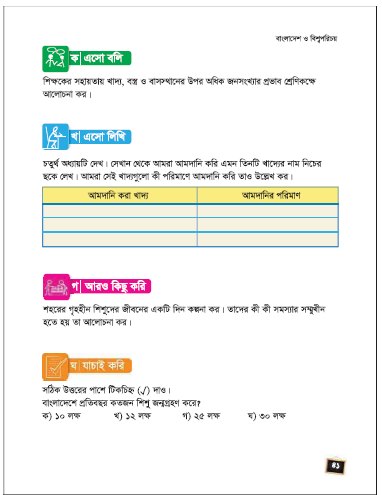 বাংলাদেশ ও বিশ্বপরিচয়
ক| এসো বলি
শিক্ষকের সহায়তায় খাদ্য, বস্ত্র ও বাসস্থানের উপর অধিক জনসংখ্যার প্রভাব শ্রেণিকক্ষে
আলোচনা কর।
খ| এসো লিখি
চতুর্থ অধ্যায়টি দেখ। সেখান থেকে আমরা আমদানি করি এমন তিনটি খাদ্যের নাম নিচের
ছকে লেখ। আমরা সেই খাদ্যগুলো কী পরিমাণে আমদানি করি তাও উল্লেখ কর।
আমদানি করা খাদ্য আমদানির পরিমাণ
গ| আরও কিছু করি
শহরের গৃহহীন শিশুদের জীবনের একটি দিন কল্পনা কর। তাদের কী কী সমস্যার সম্মুখীন
হতে হয় তা আলোচনা কর।
ঘ| যাচাই করি
সঠিক উত্তরের পাশে টিকচিহ্ন (√) দাও।
বাংলাদেশে প্রতিবছর কতজন শিশু জন্মগ্রহণ করে?
ক) ১০ লক্ষ খ) ১২ লক্ষ গ) ২৫ লক্ষ ঘ) ৩০ লক্ষ
৪১